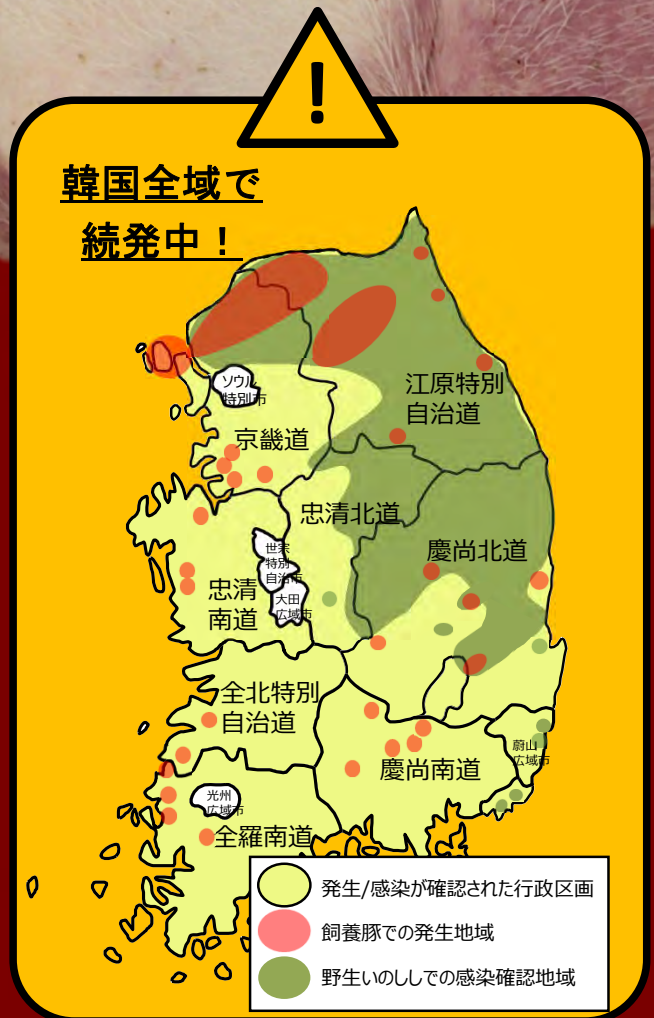 !
韓国全域で
続発中！
ソウル
特別市
京畿道
江原特別
自治道
忠清北道
世宗
特別
自治市
大田
広域市
忠清
南道
慶尚北道
全北特別
自治道
慶尚南道
蔚山
広域市
光州
広域市
全羅南道
発生/感染が確認された行政区画
飼養豚での発生地域
野生いのししでの感染確認地域